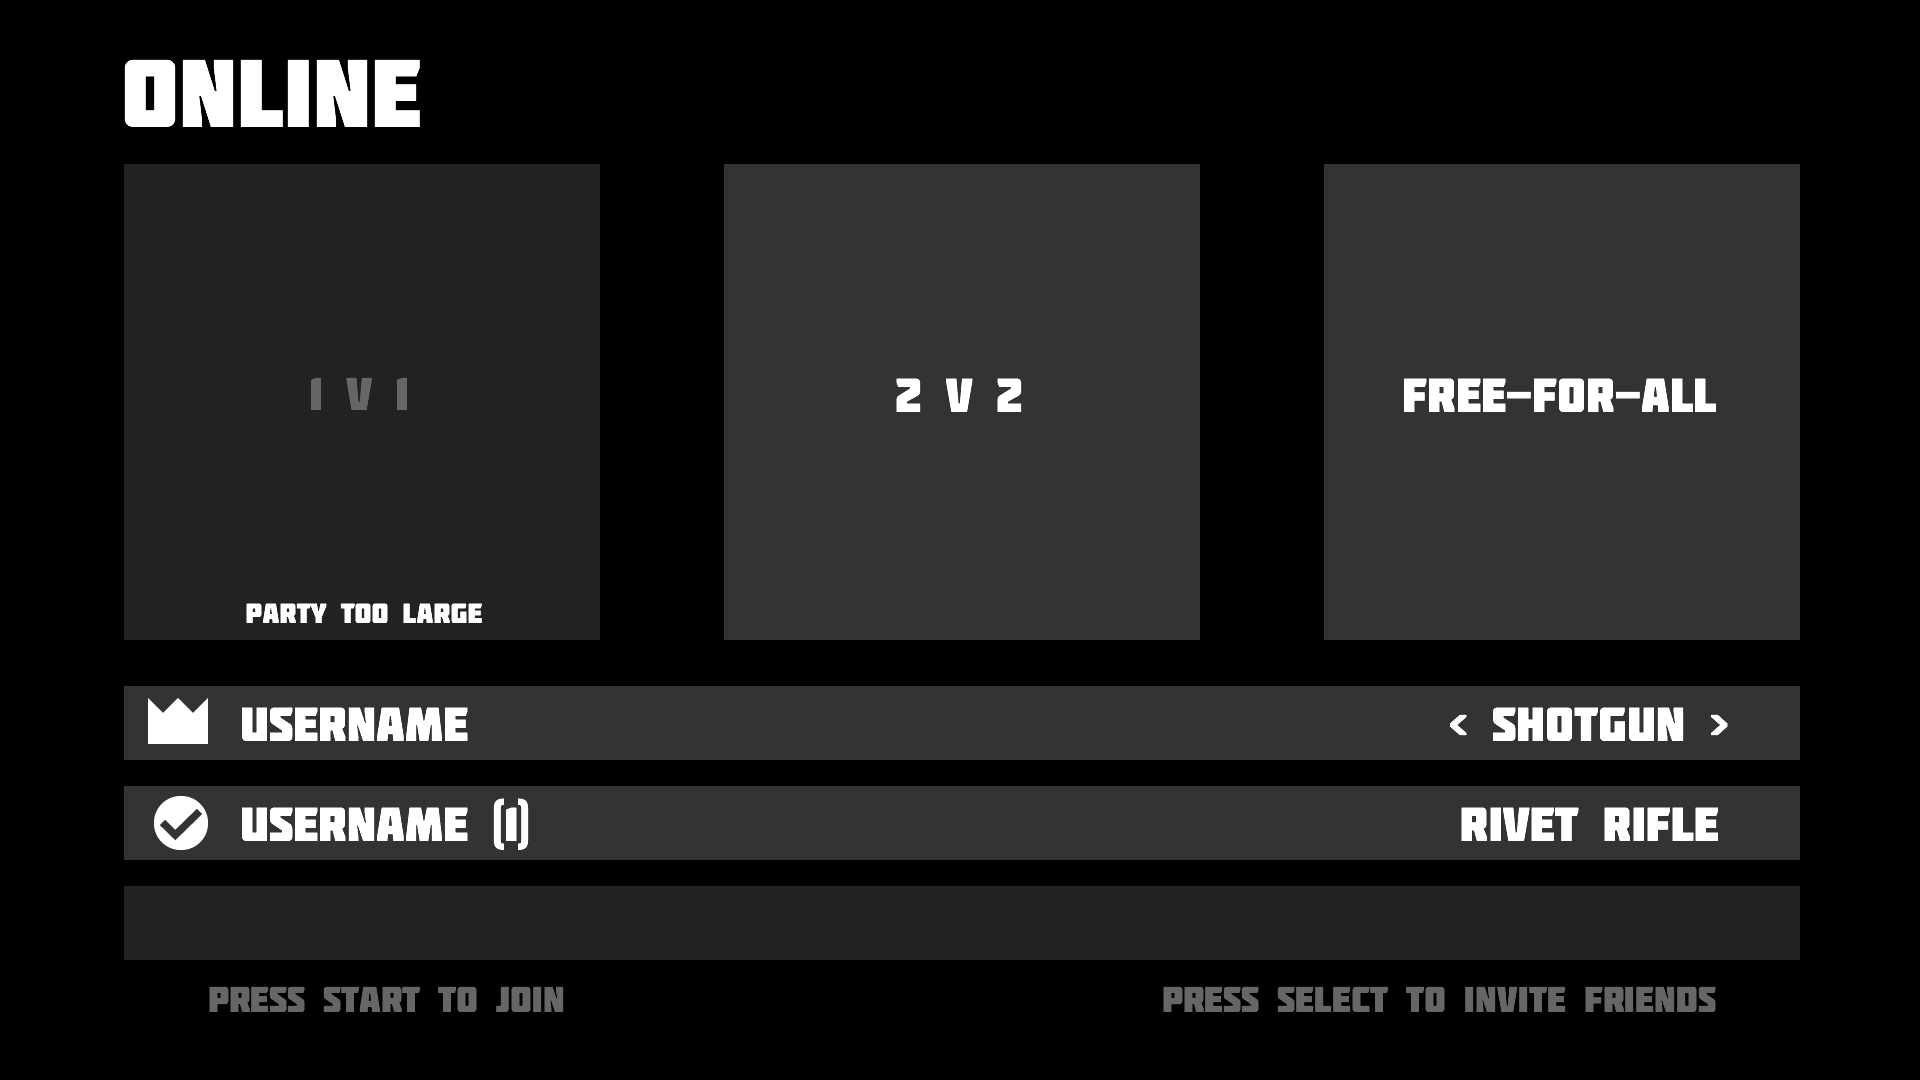 ONLINE
1 V 1
2 V 2
FREE-FOR-ALL
PARTY TOO LARGE
USERNAME
< SHOTGUN >
USERNAME (1)
RIVET RIFLE
PRESS START TO JOIN
PRESS SELECT TO INVITE FRIENDS